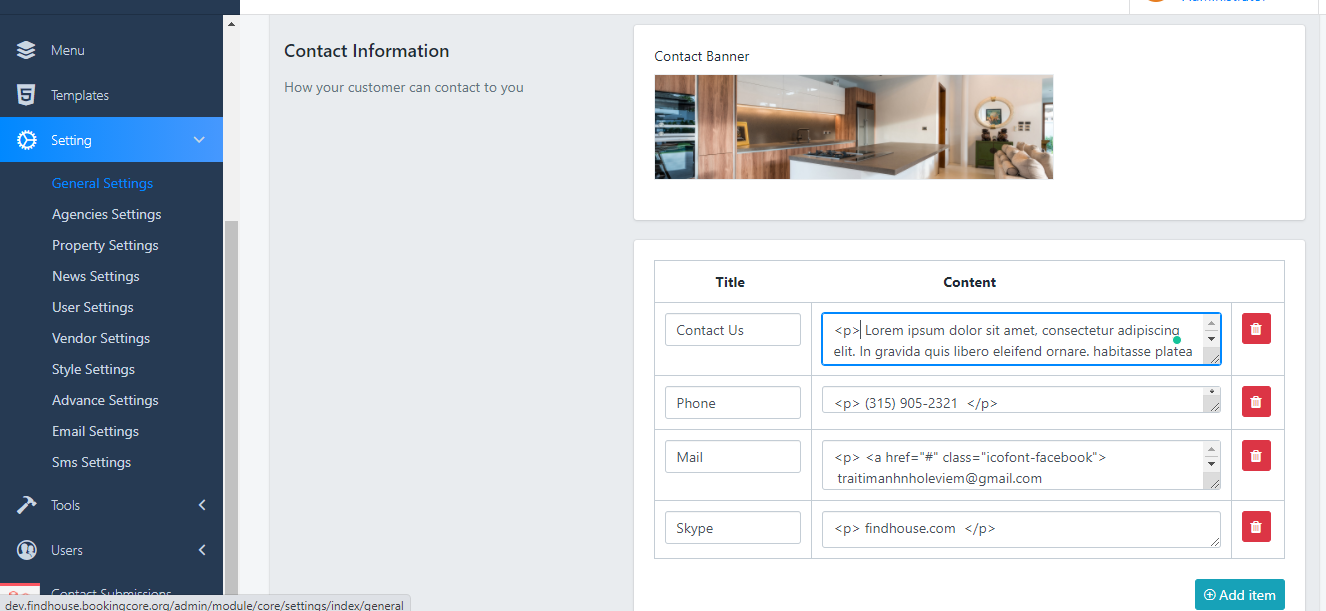 Administrator
Menu
Templates
Setting
General Settings
Agencies Settings
Property Settings
News Settings
User Settings
Vendor Settings
Style Settings
Advance Settings
Email Settings
Sms Settings
Tools
Users
Contact Submissions
dev.findhouse.bookingcore.org/admin/module/core/settings/index/general
Contact Information
How your customer can contact to you
Contact Banner
Title Content
Contact Us
<p> Lorem ipsum dolor sit amet, consectetur adipiscing
elit. In gravida quis libero eleifend ornare. habitasse platea
Phone
<p> (315) 905-2321 </p>
Mail
<p> <a href="#" class="icofont-facebook">
traitimanhnholeviem@gmail.com
Skype
<p> findhouse.com </p>
Add item